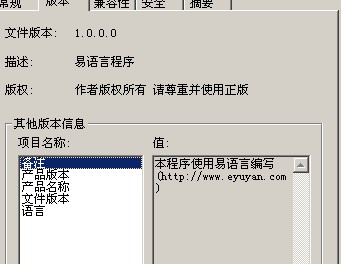 常规 版本 兼容性 安全 摘要
文件版本: 1.0.0.0
描述: 易语言程序
版权: 作者版权所有 请尊重并使用正版
其他版本信息
项目名称: 值:
备注
产品版本
产品名称
文件版本
语言
本程序使用易语言编写
(http://www.eyuyan.com
)